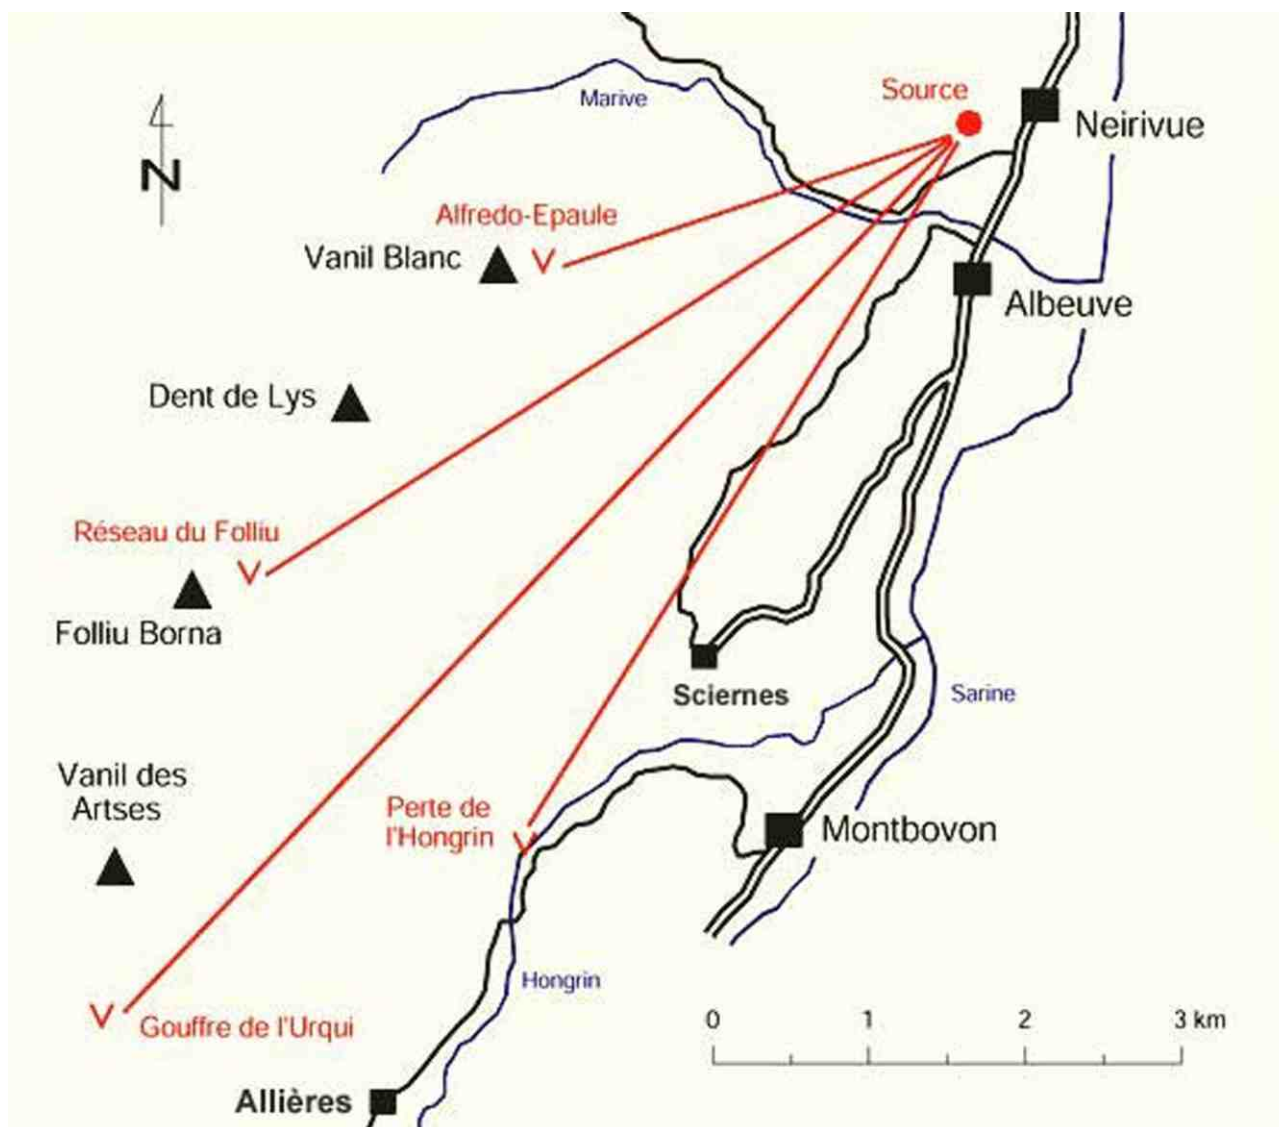 Source
Marive
Neirivue
N
Alfredo-Epaule
Vanil Blanc
Albeuve
Dent de Lys
Réseau du Folliu
Folliu Borna
Sciernes
Sarine
Vanil des
Artses
Perte de
l'Hongrin
Montbovon
Hongrin
Gouffre de l'Urqui
0 1 2 3 km
Allières